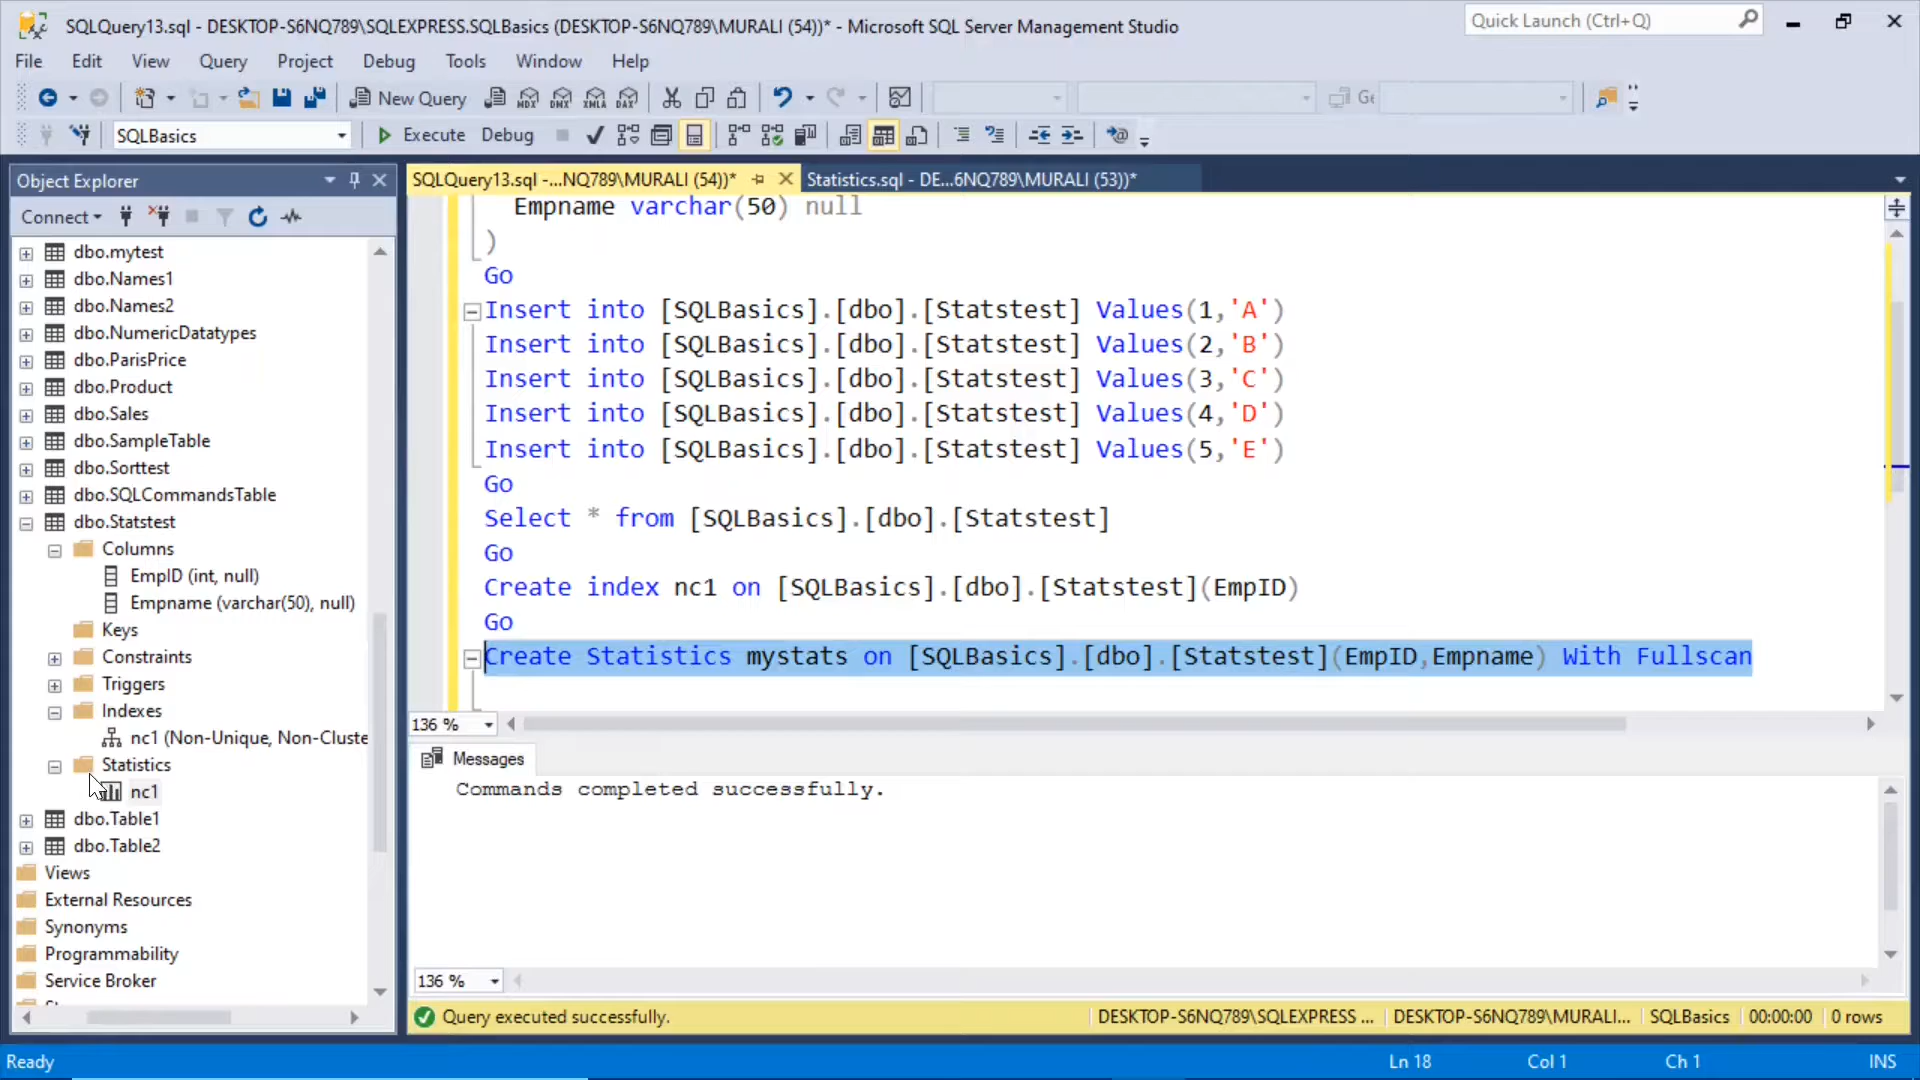 SQLQuery13.sql - DESKTOP-S6NQ789\SQLEXPRESS.SQLBasics (DESKTOP-S6NQ789\MURALI (54))* - Microsoft SQL Server Management Studio
Quick Launch (Ctrl+Q)
File Edit View Query Project Debug Tools Window Help
New Query MDX DMX XMLA DAX
SQLBasics Execute Debug
Object Explorer
SQLQuery13.sql -...NQ789\MURALI (54))* Statistics.sql - DE...6NQ789\MURALI (53))*
Connect
dbo.mytest
dbo.Names1
dbo.Names2
dbo.NumericDatatypes
dbo.ParisPrice
dbo.Product
dbo.Sales
dbo.SampleTable
dbo.Sorttest
dbo.SQLCommandsTable
dbo.Statstest
Columns
EmpID (int, null)
Empname (varchar(50), null)
Keys
Constraints
Triggers
Indexes
nc1 (Non-Unique, Non-Cluste
Statistics
nc1
dbo.Table1
dbo.Table2
Views
External Resources
Synonyms
Programmability
Service Broker
Empname varchar(50) null
)
Go
Insert into [SQLBasics].[dbo].[Statstest] Values(1,'A')
Insert into [SQLBasics].[dbo].[Statstest] Values(2,'B')
Insert into [SQLBasics].[dbo].[Statstest] Values(3,'C')
Insert into [SQLBasics].[dbo].[Statstest] Values(4,'D')
Insert into [SQLBasics].[dbo].[Statstest] Values(5,'E')
Go
Select * from [SQLBasics].[dbo].[Statstest]
Go
Create index nc1 on [SQLBasics].[dbo].[Statstest](EmpID)
Go
Create Statistics mystats on [SQLBasics].[dbo].[Statstest](EmpID,Empname) With Fullscan
136 %
Messages
Commands completed successfully.
136 %
Query executed successfully. DESKTOP-S6NQ789\SQLEXPRESS ... DESKTOP-S6NQ789\MURALI... SQLBasics 00:00:00 0 rows
Ready Ln 18 Col 1 Ch 1 INS